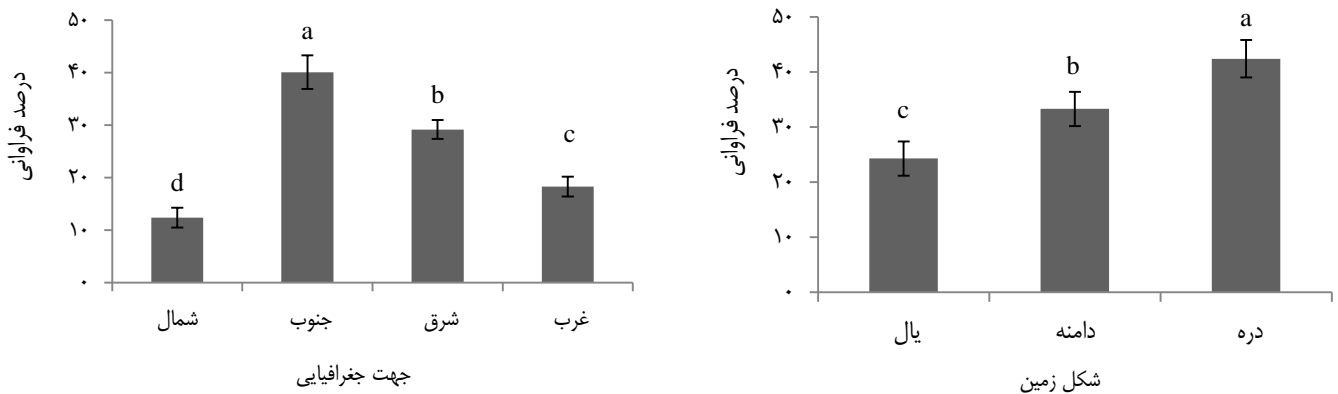 ۵۰
۴۰
۳۰
۲۰
۱۰
۰
درصد فراوانی
d
a
b
c
شمال
جنوب
شرق
غرب
جهت جغرافیایی
۵۰
۴۰
۳۰
۲۰
۱۰
۰
درصد فراوانی
c
b
a
یال
دامنه
دره
شکل زمین